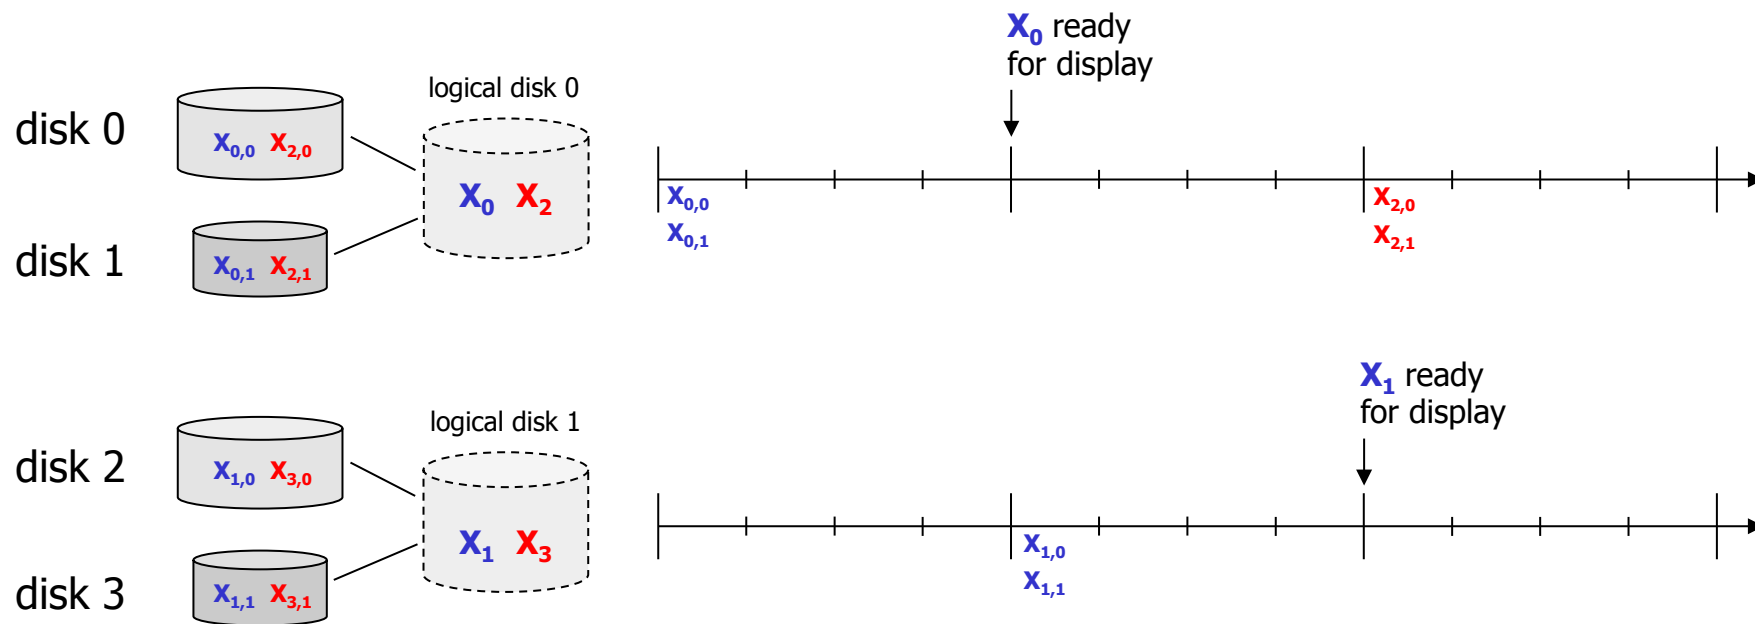 X0 ready
for display
logical disk 0
disk 0
X0,0 X2,0
X0 X2
X0,0
X0,1
X2,0
X2,1
disk 1
X0,1 X2,1
X1 ready
for display
logical disk 1
disk 2
X1,0 X3,0
X1 X3
X1,0
X1,1
disk 3
X1,1 X3,1